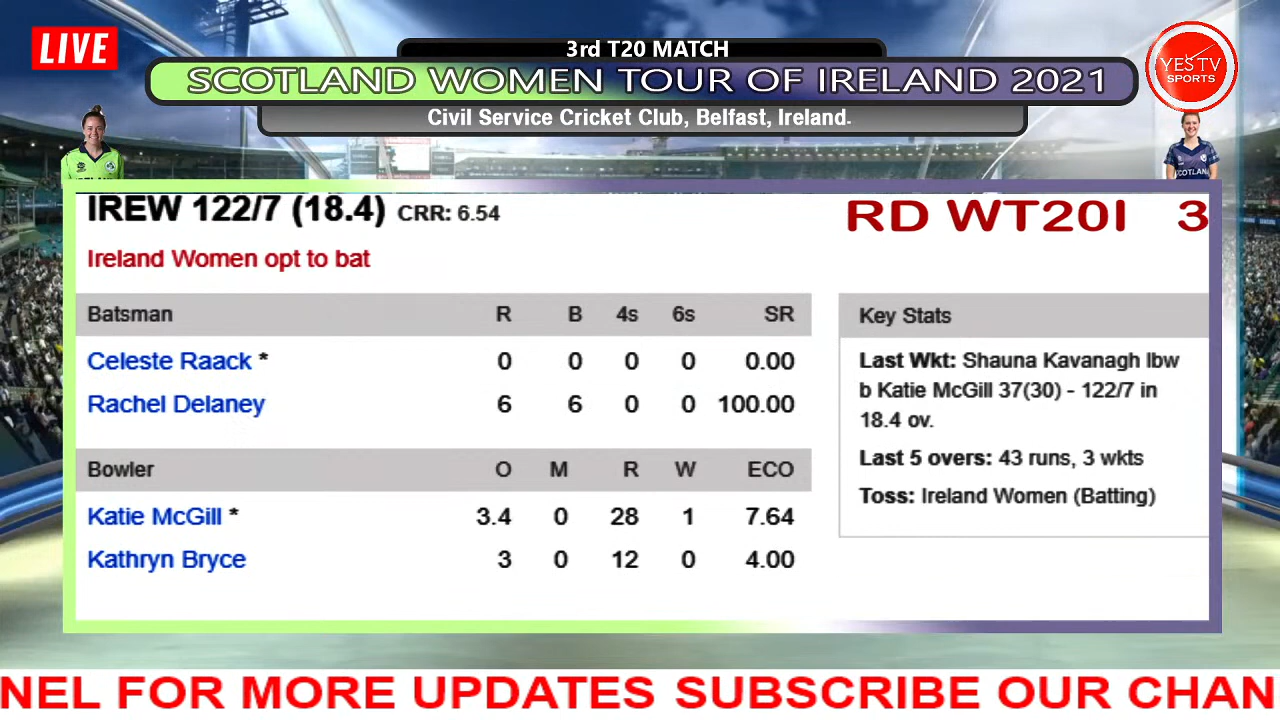 LIVE
3rd T20 MATCH
SCOTLAND WOMEN TOUR OF IRELAND 2021
YES TV
SPORTS
Civil Service Cricket Club, Belfast, Ireland.
SCOTLAN
IREW 122/7 (18.4) CRR: 6.54
RD WT20I 3
Ireland Women opt to bat
Batsman R B 4s 6s SR
Celeste Raack * 0 0 0 0 0.00
Rachel Delaney 6 6 0 0 100.00
Bowler O M R W ECO
Katie McGill * 3.4 0 28 1 7.64
Kathryn Bryce 3 0 12 0 4.00
Key Stats
Last Wkt: Shauna Kavanagh lbw
b Katie McGill 37(30) - 122/7 in
18.4 ov.
Last 5 overs: 43 runs, 3 wkts
Toss: Ireland Women (Batting)
NEL FOR MORE UPDATES SUBSCRIBE OUR CHAN